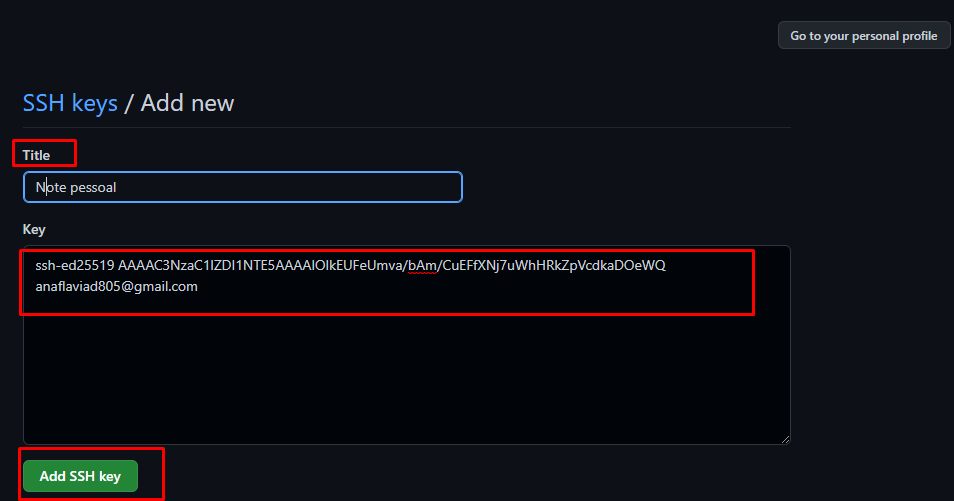 Go to your personal profile
SSH keys / Add new
Title
Note pessoal
Key
ssh-ed25519 AAAAC3NzaC1lZDI1NTE5AAAAIOIkEUFeUmva/bAm/CuEFfXNj7uWhHRkZpVcdkaDOeWQ
anaflaviad805@gmail.com
Add SSH key